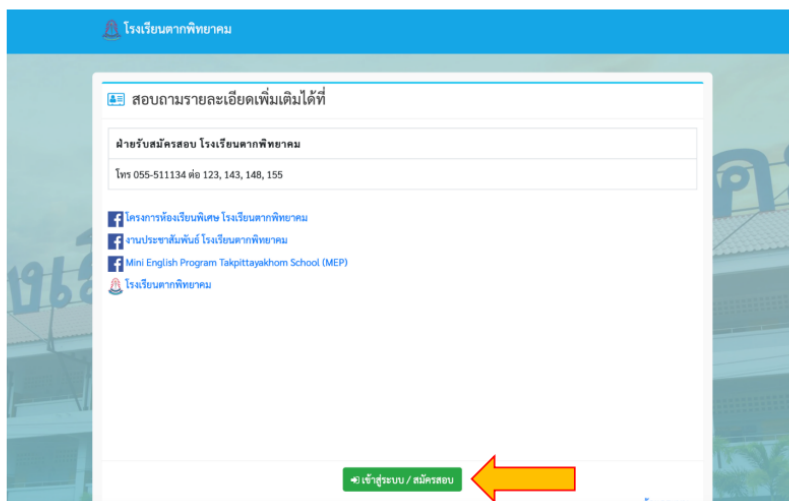 โรงเรียนตากพิทยาคม
สอบถามรายละเอียดเพิ่มเติมได้ที่
ฝ่ายรับสมัครสอบ โรงเรียนตากพิทยาคม
โทร 055-511134 ต่อ 123, 143, 148, 155
โครงการห้องเรียนพิเศษ โรงเรียนตากพิทยาคม
งานประชาสัมพันธ์ โรงเรียนตากพิทยาคม
Mini English Program Takpittayakhom School (MEP)
โรงเรียนตากพิทยาคม
เข้าสู่ระบบ / สมัครสอบ